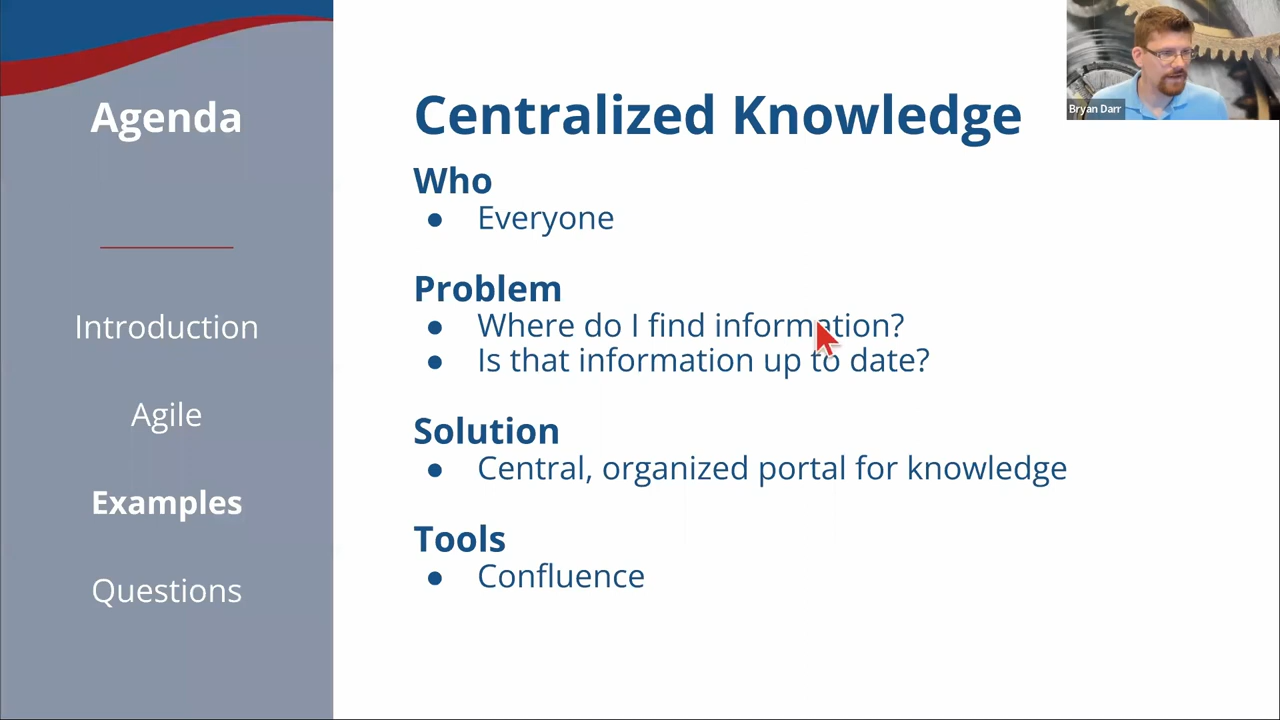 Agenda
Introduction
Agile
Examples
Questions
Centralized Knowledge
Who
● Everyone
Problem
● Where do I find information?
● Is that information up to date?
Solution
● Central, organized portal for knowledge
Tools
● Confluence
Bryan Darr